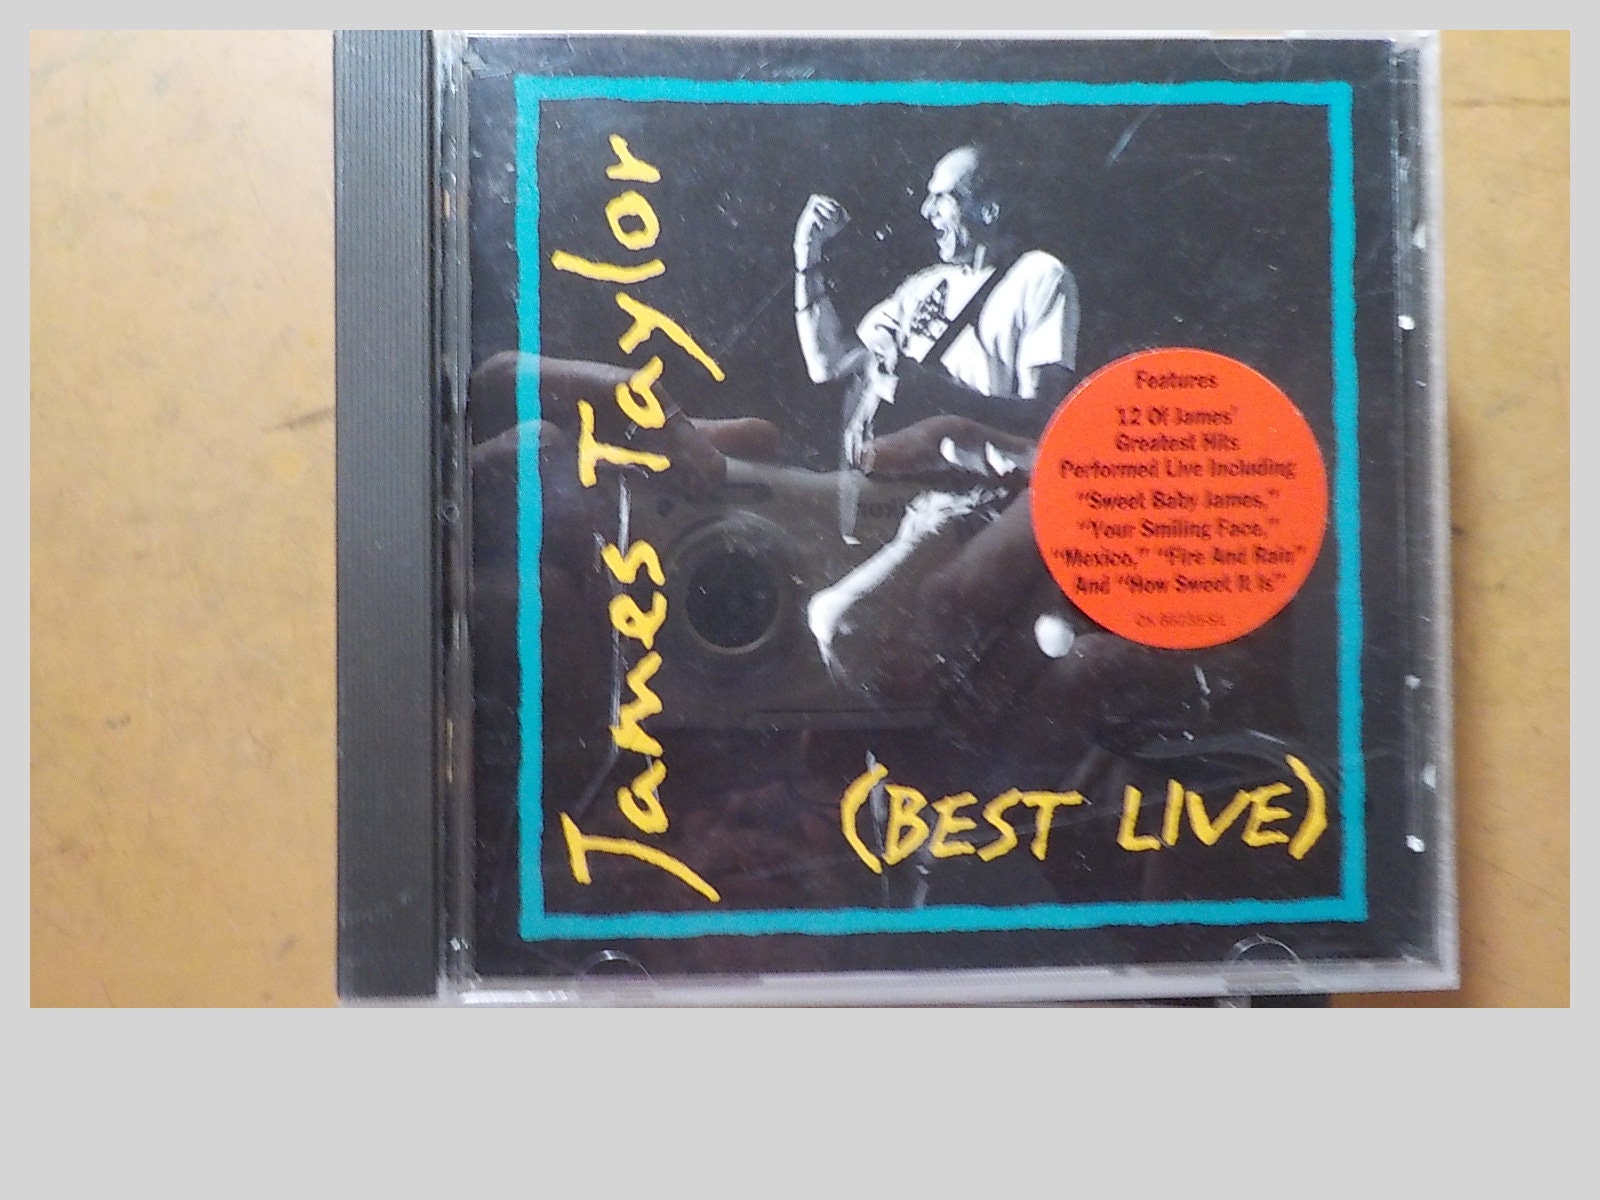 James Taylor
(BEST LIVE)
Features
12 Of James'
Greatest Hits
Performed Live Including
"Sweet Baby James,"
"Your Smiling Face,"
"Mexico," "Fire And Rain"
And "How Sweet It Is"